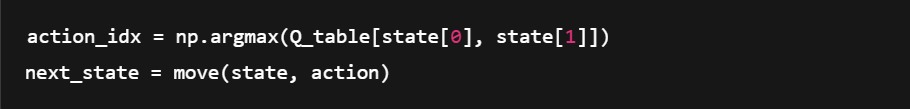 action_idx = np.argmax(Q_table[state[0], state[1]])
next_state = move(state, action)